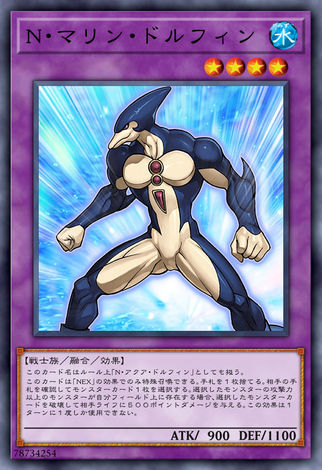 N・マリン・ドルフィン
水
【戦士族／融合／効果】
このカード名はルール上「N・アクア・ドルフィン」としても扱う。
このカードは「NEX」の効果でのみ特殊召喚できる。手札を１枚捨てる。相手の手
札を確認してモンスターカード１枚を選択する。選択したモンスターの攻撃力
以上のモンスターが自分フィールド上に存在する場合、選択したモンスターカー
ドを破壊して相手ライフに５００ポイントダメージを与える。この効果は１
ターンに１度しか使用できない。
ATK/ 900 DEF/1100
78734254